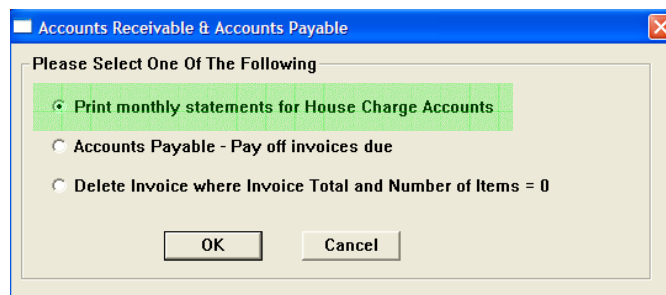 Accounts Receivable & Accounts Payable
Please Select One Of The Following
Print monthly statements for House Charge Accounts
Accounts Payable - Pay off invoices due
Delete Invoice where Invoice Total and Number of Items = 0
OK Cancel